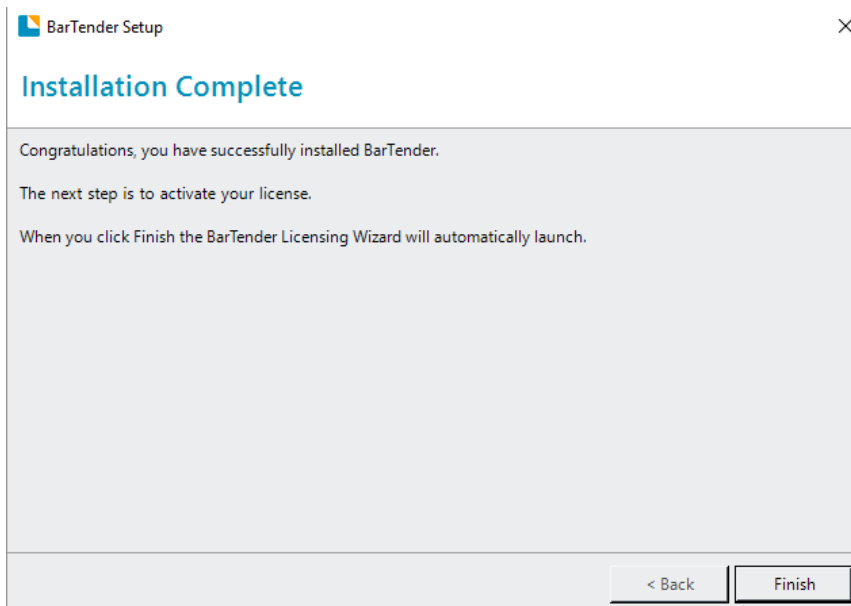 BarTender Setup
Installation Complete
Congratulations, you have successfully installed BarTender.
The next step is to activate your license.
When you click Finish the BarTender Licensing Wizard will automatically launch.
< Back
Finish